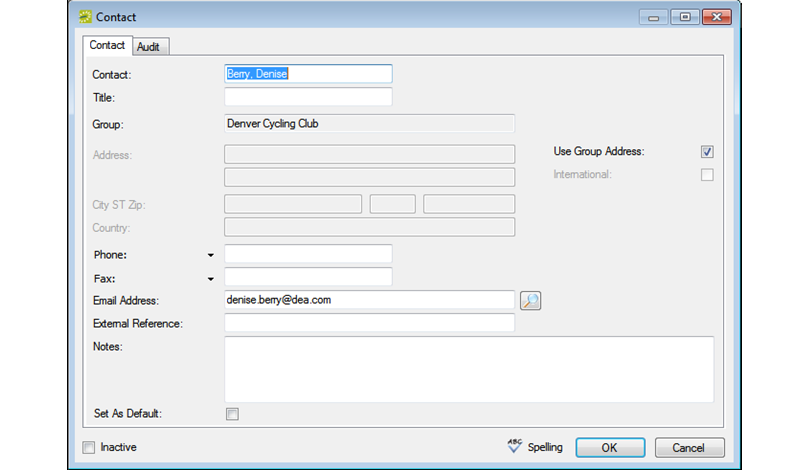 Contact
Contact Audit
Contact: Berry, Denise
Title:
Group: Denver Cycling Club
Address: Use Group Address:
International:
City ST Zip:
Country:
Phone:
Fax:
Email Address: denise.berry@dea.com
External Reference:
Notes:
Set As Default:
Inactive ABC Spelling OK Cancel